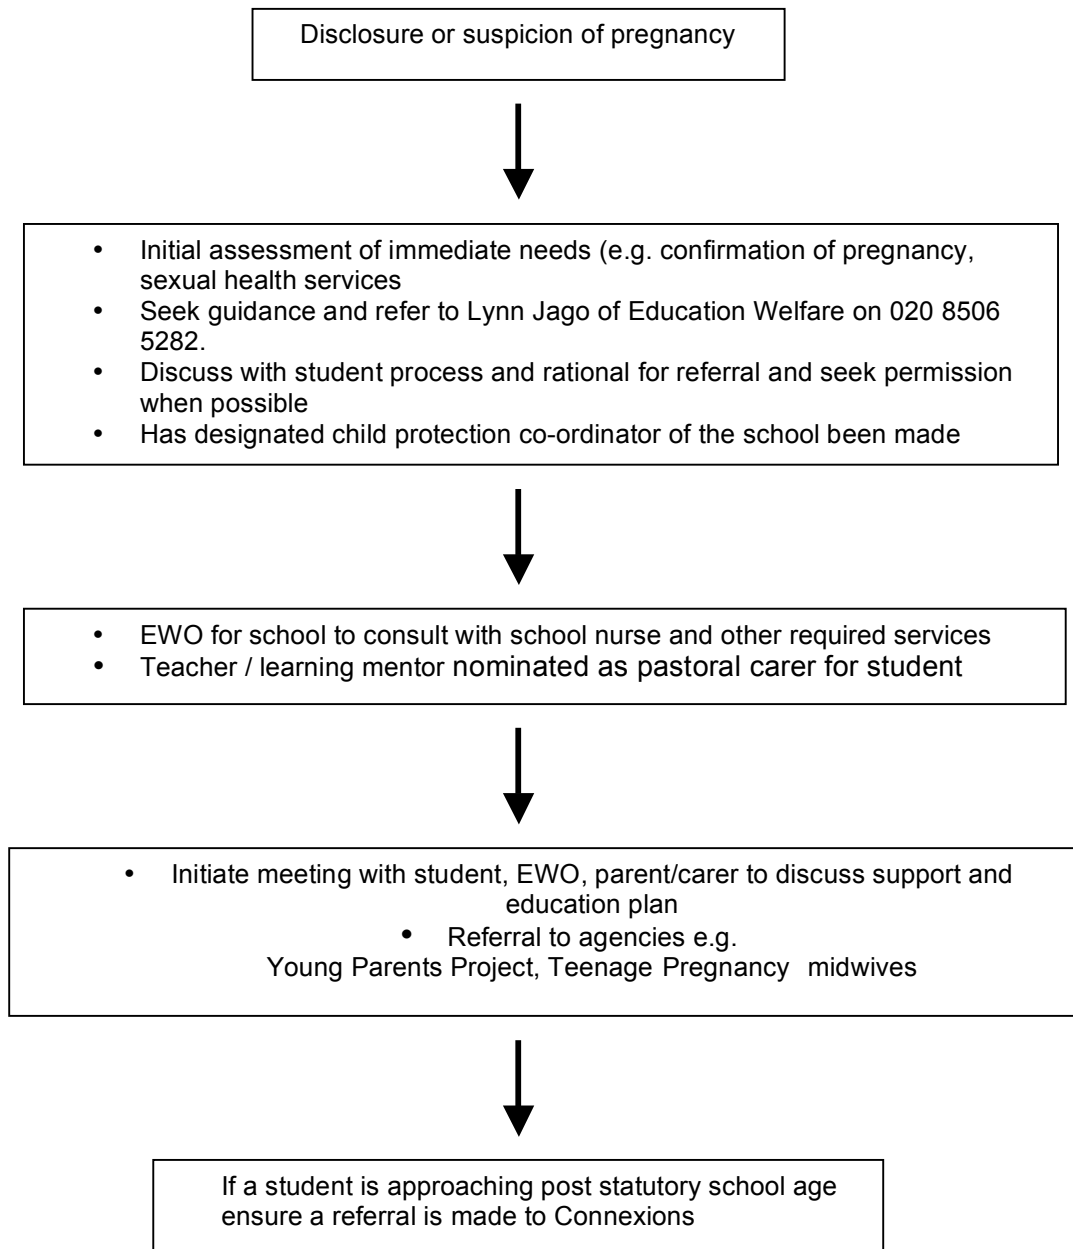 Disclosure or suspicion of pregnancy
• Initial assessment of immediate needs (e.g. confirmation of pregnancy,
sexual health services
• Seek guidance and refer to Lynn Jago of Education Welfare on 020 8506
5282.
• Discuss with student process and rational for referral and seek permission
when possible
• Has designated child protection co-ordinator of the school been made
• EWO for school to consult with school nurse and other required services
• Teacher / learning mentor nominated as pastoral carer for student
• Initiate meeting with student, EWO, parent/carer to discuss support and
education plan
• Referral to agencies e.g.
Young Parents Project, Teenage Pregnancy midwives
If a student is approaching post statutory school age
ensure a referral is made to Connexions